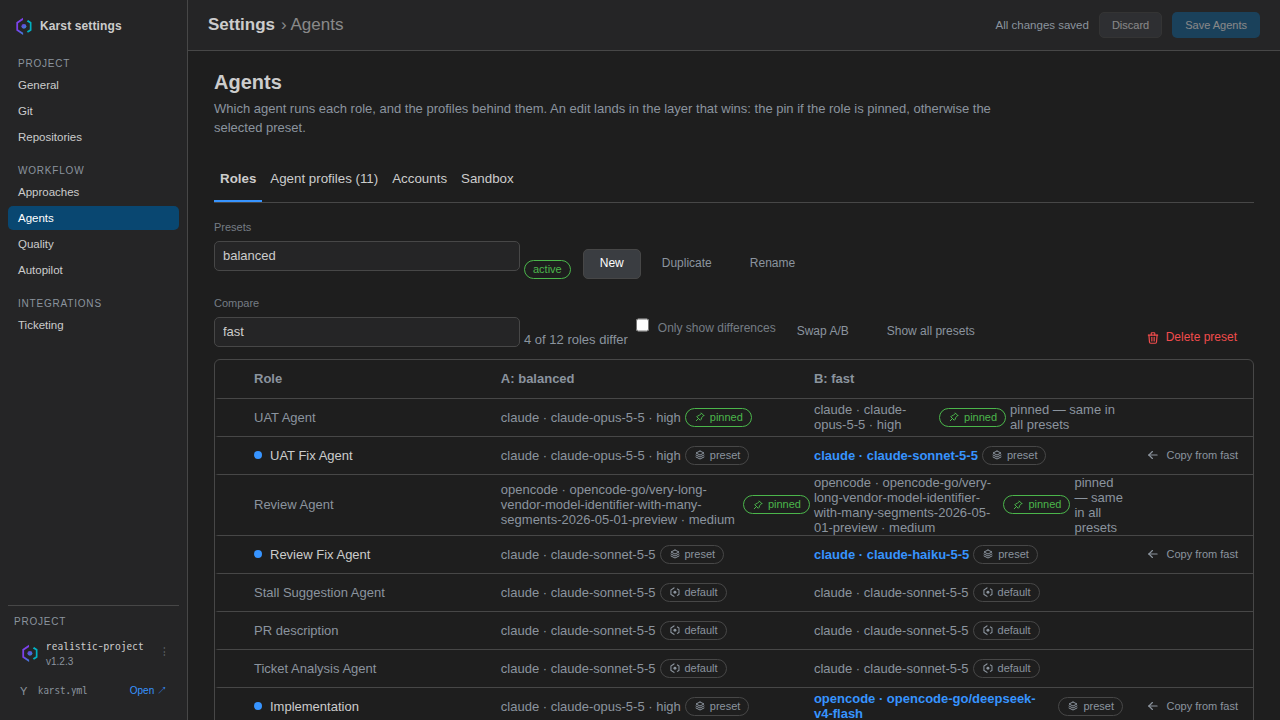 Karst settings
PROJECT
General
Git
Repositories
WORKFLOW
Approaches
Agents
Quality
Autopilot
INTEGRATIONS
Ticketing
PROJECT
realistic-project
v1.2.3
⋮
Y karst.yml Open ↗
Settings › Agents
All changes saved Discard Save Agents
Agents
Which agent runs each role, and the profiles behind them. An edit lands in the layer that wins: the pin if the role is pinned, otherwise the
selected preset.
Roles Agent profiles (11) Accounts Sandbox
Presets
balanced active New Duplicate Rename
Compare
fast 4 of 12 roles differ Only show differences Swap A/B Show all presets Delete preset
Role A: balanced B: fast
UAT Agent claude · claude-opus-5-5 · high pinned
claude · claude-
opus-5-5 · high
pinned
pinned — same in
all presets
UAT Fix Agent claude · claude-opus-5-5 · high preset claude · claude-sonnet-5-5 preset Copy from fast
Review Agent
opencode · opencode-go/very-long-
vendor-model-identifier-with-many-
segments-2026-05-01-preview · medium
pinned
opencode · opencode-go/very-
long-vendor-model-identifier-
with-many-segments-2026-05-
01-preview · medium
pinned
pinned
— same
in all
presets
Review Fix Agent claude · claude-sonnet-5-5 preset claude · claude-haiku-5-5 preset Copy from fast
Stall Suggestion Agent claude · claude-sonnet-5-5 default claude · claude-sonnet-5-5 default
PR description claude · claude-sonnet-5-5 default claude · claude-sonnet-5-5 default
Ticket Analysis Agent claude · claude-sonnet-5-5 default claude · claude-sonnet-5-5 default
Implementation claude · claude-opus-5-5 · high preset
opencode · opencode-go/deepseek-
v4-flash
preset Copy from fast